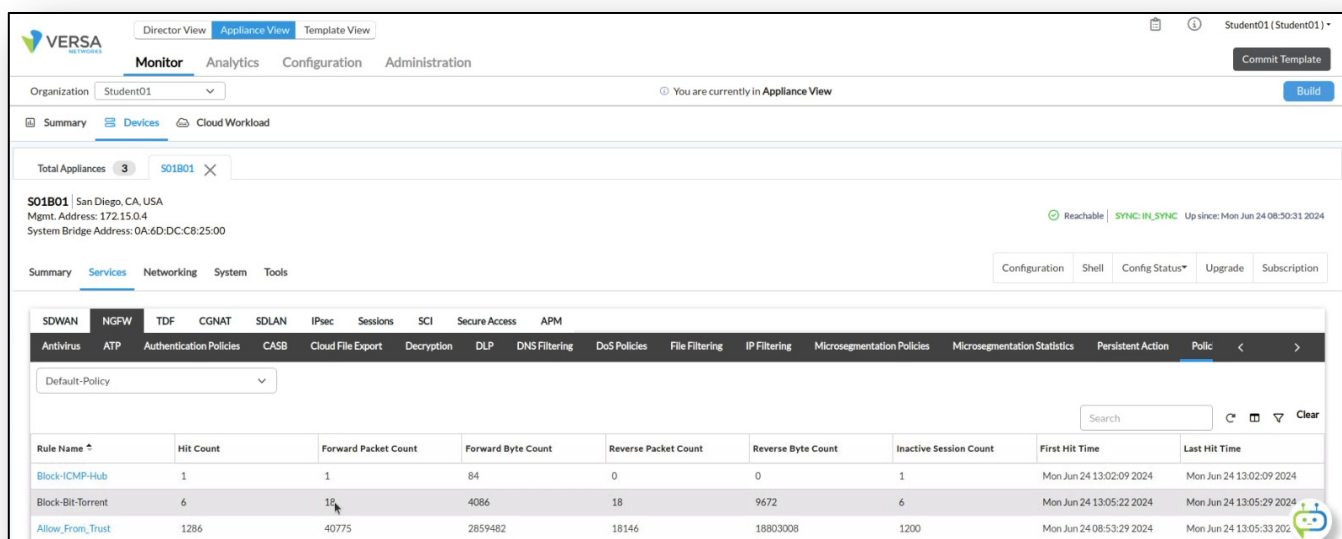 VERSA
NETWORKS
Director View Appliance View Template View
Student01 ( Student01 )
Monitor Analytics Configuration Administration
Commit Template
Organization Student01
You are currently in Appliance View
Build
Summary Devices Cloud Workload
Total Appliances 3 S01B01
S01B01 San Diego, CA, USA
Mgmt. Address: 172.15.0.4
System Bridge Address: 0A:6D:DC:C8:25:00
Reachable SYNC: IN_SYNC Up since: Mon Jun 24 08:50:31 2024
Summary Services Networking System Tools
Configuration Shell Config Status Upgrade Subscription
SDWAN NGFW TDF CGNAT SDLAN IPsec Sessions SCI Secure Access APM
Antivirus ATP Authentication Policies CASB Cloud File Export Decryption DLP DNS Filtering DoS Policies File Filtering IP Filtering Microsegmentation Policies Microsegmentation Statistics Persistent Action Polic < >
Default-Policy
Search Clear
Rule Name Hit Count Forward Packet Count Forward Byte Count Reverse Packet Count Reverse Byte Count Inactive Session Count First Hit Time Last Hit Time
Block-ICMP-Hub 1 1 84 0 0 1 Mon Jun 24 13:02:09 2024 Mon Jun 24 13:02:09 2024
Block-Bit-Torrent 6 18 4086 18 9672 6 Mon Jun 24 13:05:22 2024 Mon Jun 24 13:05:29 2024
Allow_From_Trust 1286 40775 2859482 18146 18803008 1200 Mon Jun 24 08:53:29 2024 Mon Jun 24 13:05:33 202